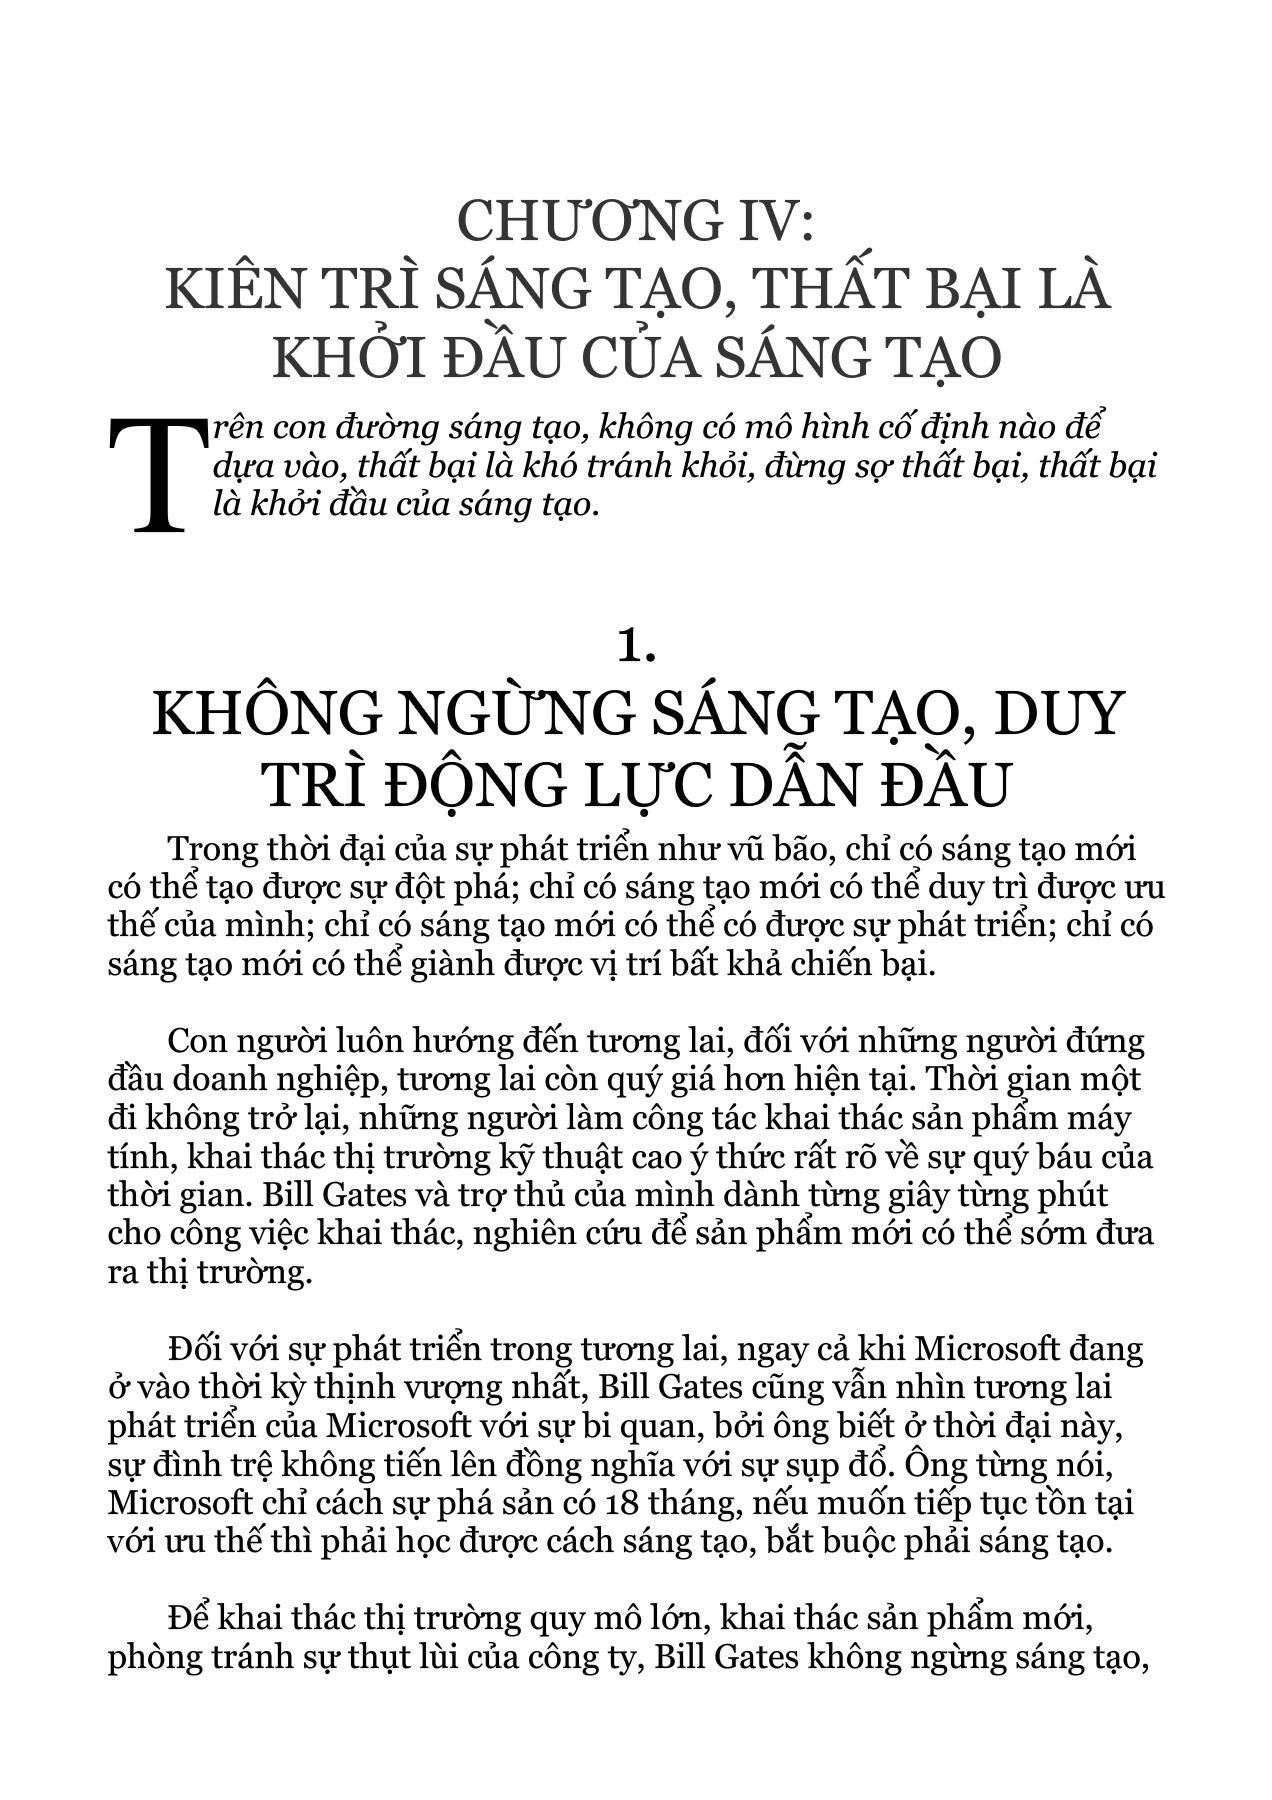 CHƯƠNG IV:
KIÊN TRÌ SÁNG TẠO, THẤT BẠI LÀ
KHỞI ĐẦU CỦA SÁNG TẠO
Trên con đường sáng tạo, không có mô hình cố định nào để
dựa vào, thất bại là khó tránh khỏi, đừng sợ thất bại, thất bại
là khởi đầu của sáng tạo.
1.
KHÔNG NGỪNG SÁNG TẠO, DUY
TRÌ ĐỘNG LỰC DẪN ĐẦU
Trong thời đại của sự phát triển như vũ bão, chỉ có sáng tạo mới
có thể tạo được sự đột phá; chỉ có sáng tạo mới có thể duy trì được ưu
thế của mình; chỉ có sáng tạo mới có thể có được sự phát triển; chỉ có
sáng tạo mới có thể giành được vị trí bất khả chiến bại.
Con người luôn hướng đến tương lai, đối với những người đứng
đầu doanh nghiệp, tương lai còn quý giá hơn hiện tại. Thời gian một
đi không trở lại, những người làm công tác khai thác sản phẩm máy
tính, khai thác thị trường kỹ thuật cao ý thức rất rõ về sự quý báu của
thời gian. Bill Gates và trợ thủ của mình dành từng giây từng phút
cho công việc khai thác, nghiên cứu để sản phẩm mới có thể sớm đưa
ra thị trường.
Đối với sự phát triển trong tương lai, ngay cả khi Microsoft đang
ở vào thời kỳ thịnh vượng nhất, Bill Gates cũng vẫn nhìn tương lai
phát triển của Microsoft với sự bi quan, bởi ông biết ở thời đại này,
sự đình trệ không tiến lên đồng nghĩa với sự sụp đổ. Ông từng nói,
Microsoft chỉ cách sự phá sản có 18 tháng, nếu muốn tiếp tục tồn tại
với ưu thế thì phải học được cách sáng tạo, bắt buộc phải sáng tạo.
Để khai thác thị trường quy mô lớn, khai thác sản phẩm mới,
phòng tránh sự thụt lùi của công ty, Bill Gates không ngừng sáng tạo,